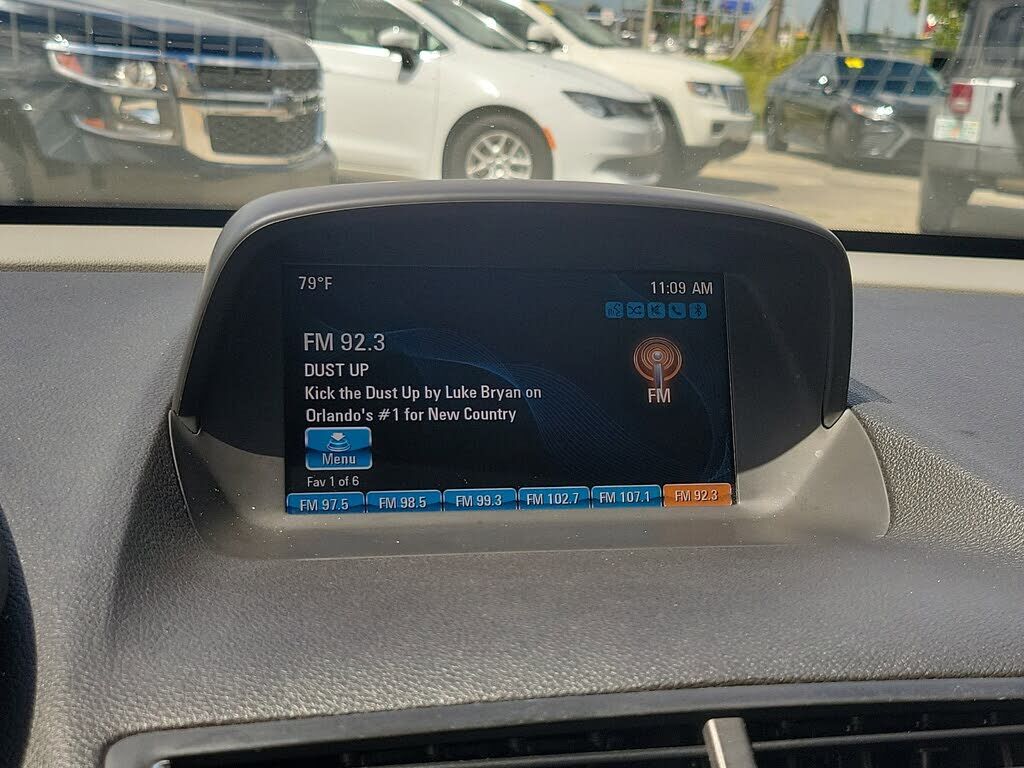 79°F
11:09 AM
FM 92.3
DUST UP
Kick the Dust Up by Luke Bryan on
Orlando's #1 for New Country
FM
Menu
Fav 1 of 6
FM 97.5 FM 98.5 FM 99.3 FM 102.7 FM 107.1 FM 92.3